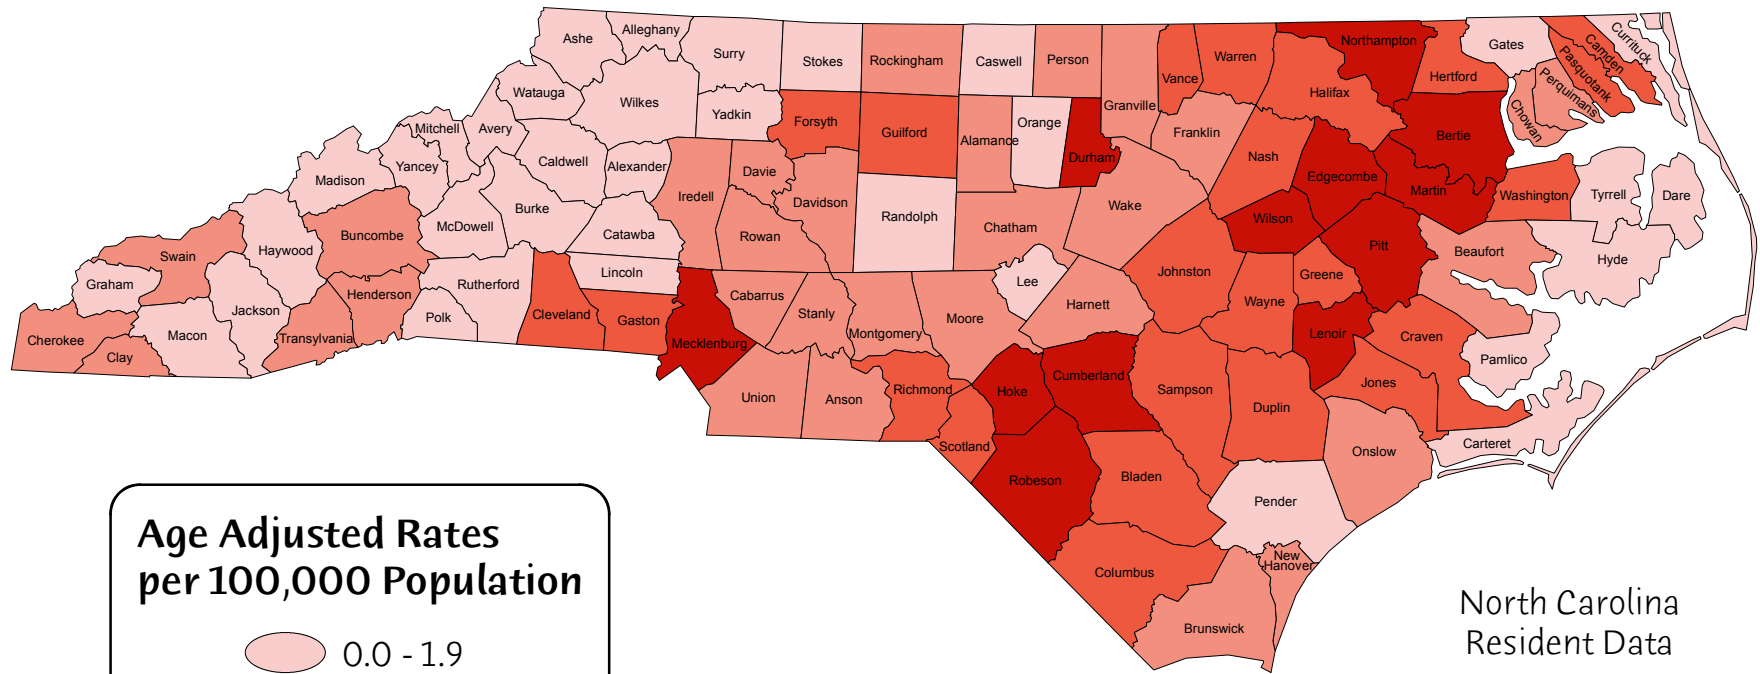 Ashe
Alleghany
Surry
Stokes
Rockingham
Caswell
Person
Granville
Vance
Warren
Northampton
Halifax
Hertford
Gates
Currituck
Camden
Pasquotank
Perquimans
Chowan
Watauga
Wilkes
Yadkin
Forsyth
Guilford
Alamance
Orange
Durham
Franklin
Nash
Edgecombe
Bertie
Martin
Washington
Tyrrell
Dare
Mitchell
Avery
Yancey
Caldwell
Alexander
Madison
Iredell
Davie
Davidson
Randolph
Chatham
Wake
Wilson
Pitt
Beaufort
Hyde
Burke
McDowell
Catawba
Rowan
Buncombe
Haywood
Swain
Graham
Lincoln
Rutherford
Henderson
Jackson
Polk
Cleveland
Gaston
Cabarrus
Stanly
Montgomery
Moore
Lee
Harnett
Johnston
Greene
Wayne
Lenoir
Craven
Pamlico
Cherokee
Clay
Macon
Transylvania
Mecklenburg
Union
Anson
Richmond
Hoke
Cumberland
Sampson
Duplin
Jones
Onslow
Carteret
Scotland
Robeson
Bladen
Pender
Columbus
New
Hanover
Brunswick
Age Adjusted Rates
per 100,000 Population
0.0 - 1.9
North Carolina
Resident Data